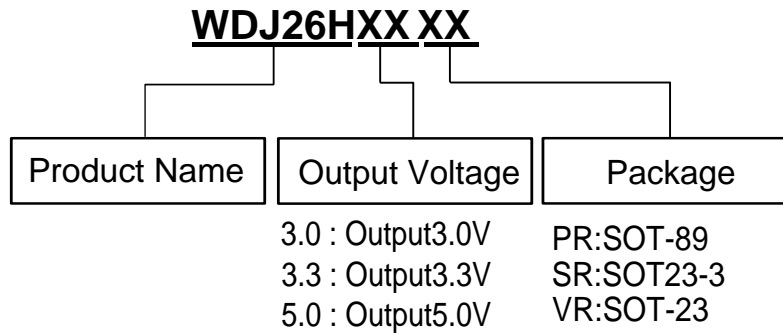 WDJ26HXX XX
Product Name
Output Voltage
Package
3.0 : Output3.0V
3.3 : Output3.3V
5.0 : Output5.0V
PR:SOT-89
SR:SOT23-3
VR:SOT-23